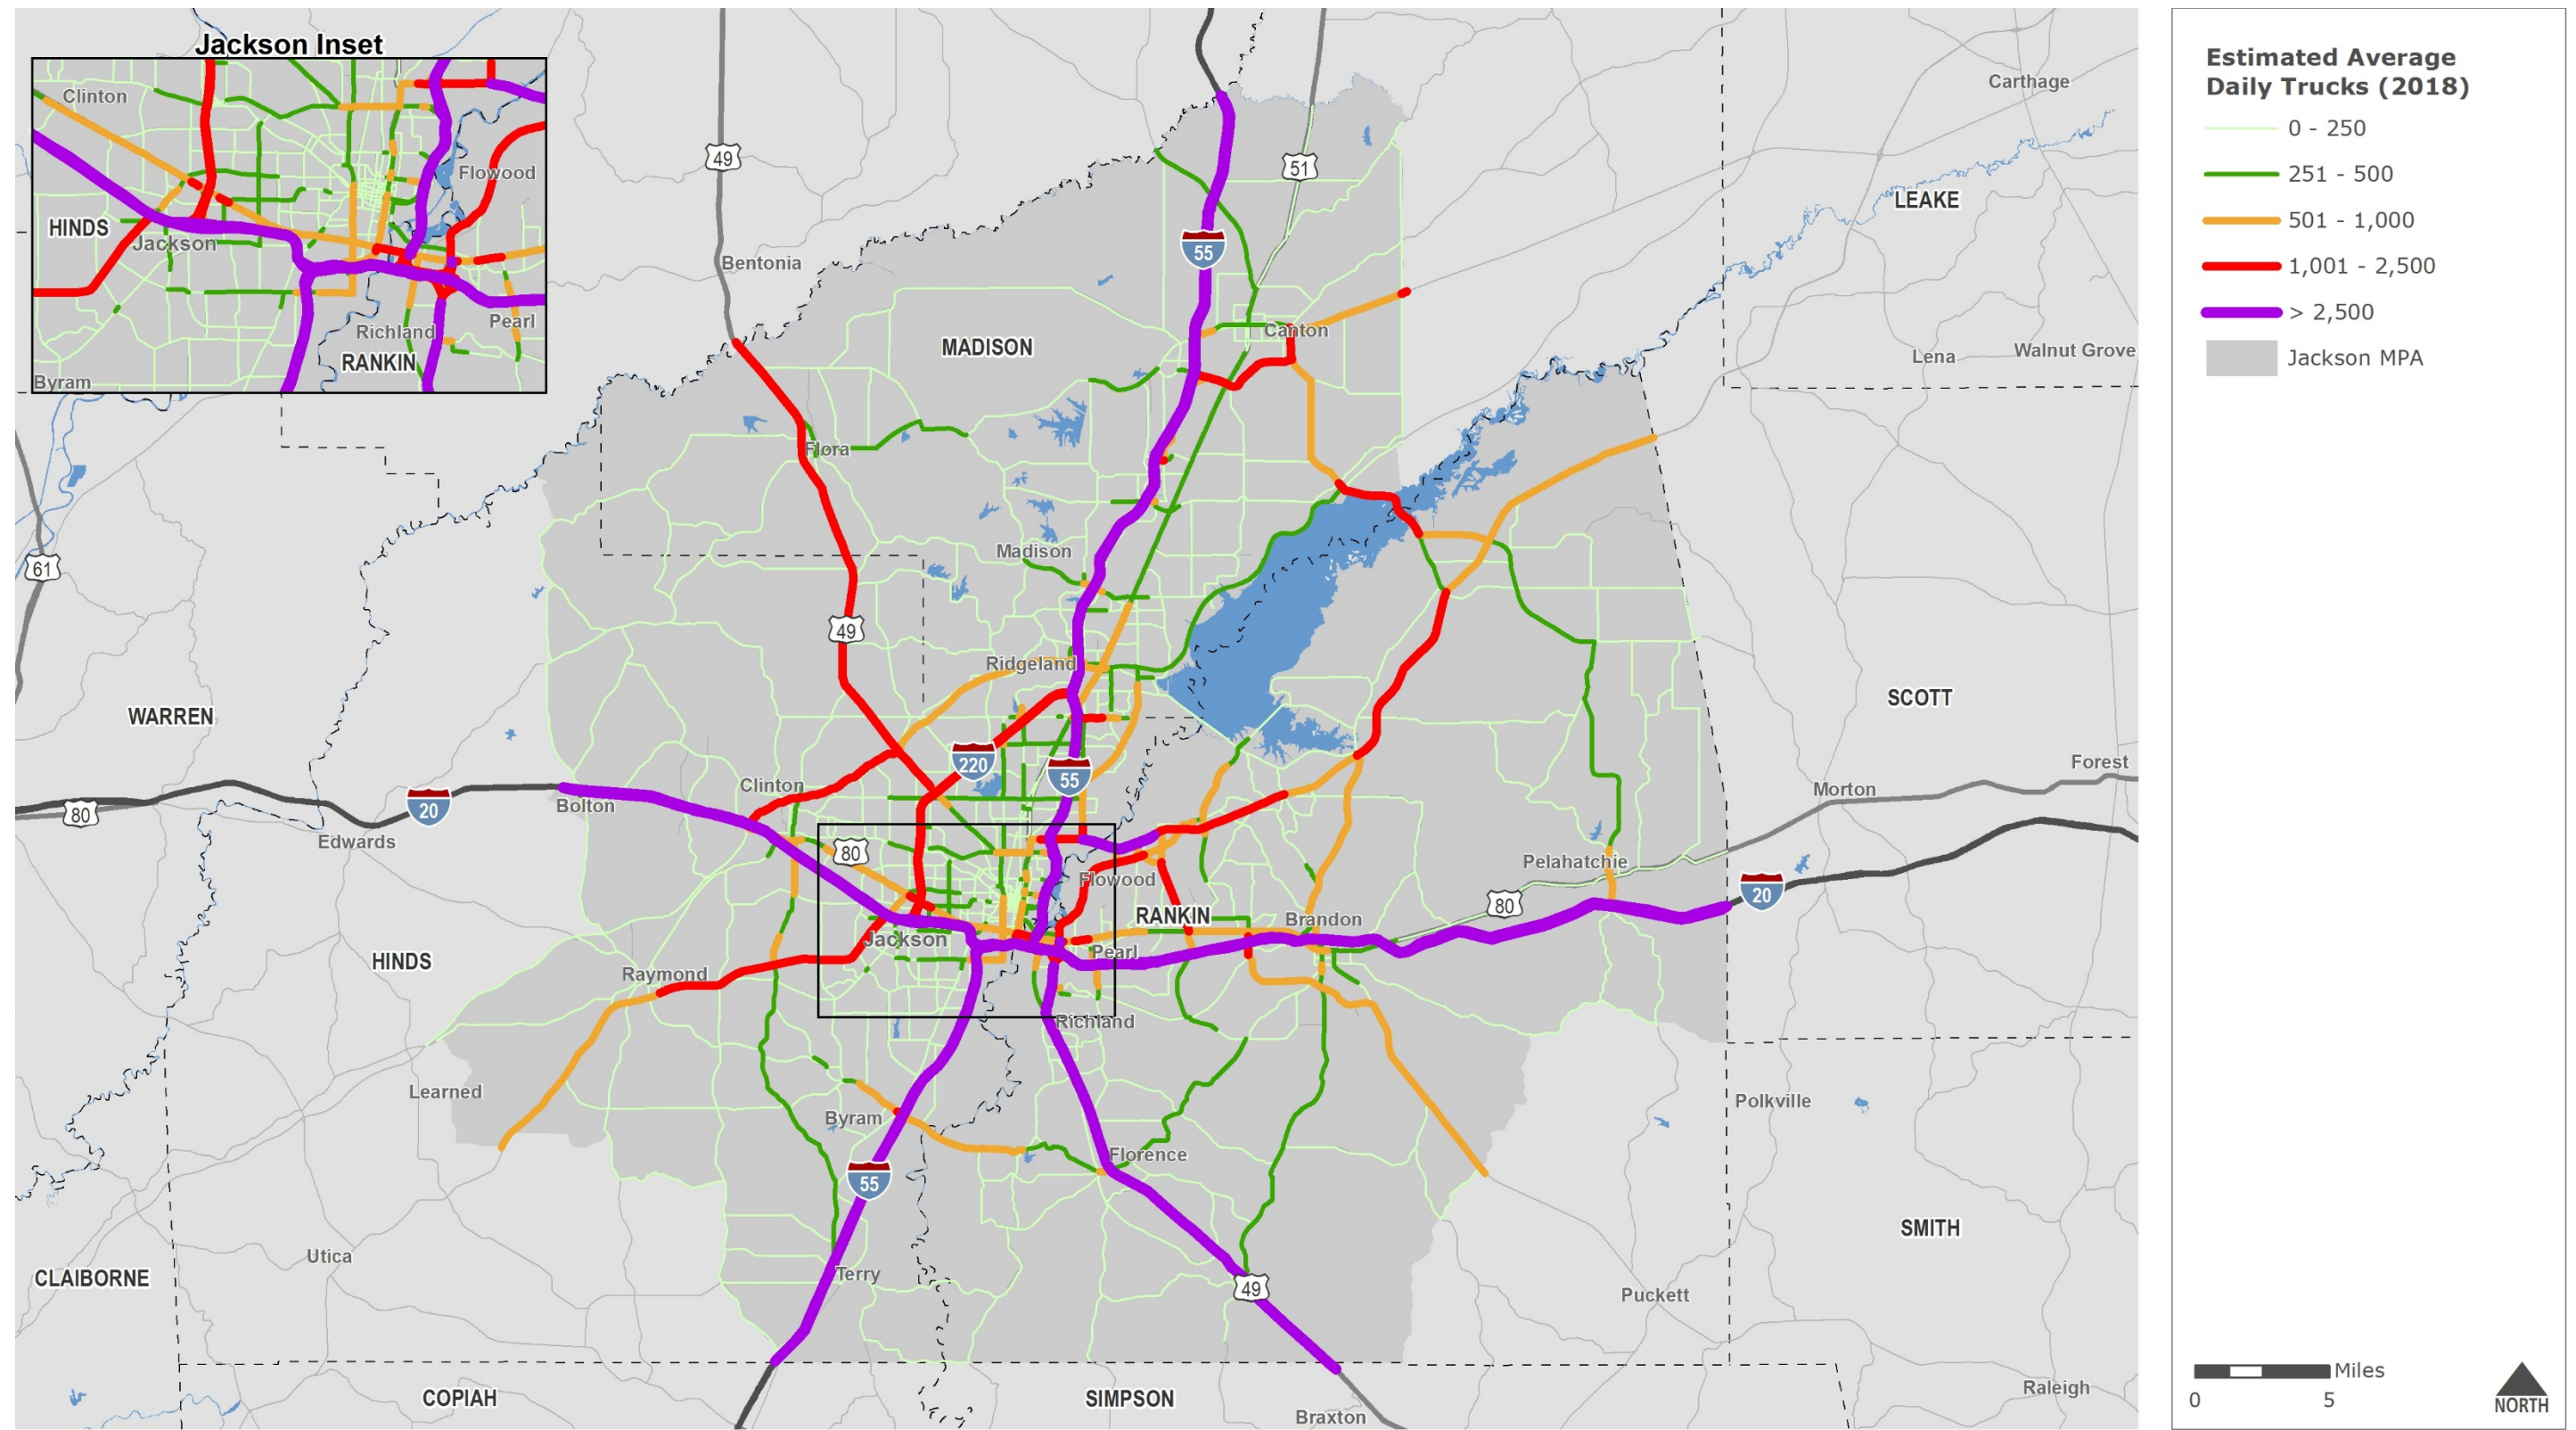 Jackson Inset
Clinton
Flowood
HINDS
Jackson
Richland
Pearl
RANKIN
Byram
49
51
Carthage
LEAKE
55
Bentonia
MADISON
Canton
Lena
Walnut Grove
Flora
61
Madison
49
Ridgeland
WARREN
SCOTT
220
55
Clinton
Forest
Morton
80
20
Bolton
Edwards
80
Pelahatchie
Flowood
80
20
RANKIN
Brandon
Jackson
Pearl
HINDS
Raymond
Richland
Learned
Byram
Polkville
Florence
55
SMITH
Utica
Terry
CLAIBORNE
49
Puckett
COPIAH
SIMPSON
Raleigh
Braxton
Estimated Average
Daily Trucks (2018)
0 - 250
251 - 500
501 - 1,000
1,001 - 2,500
> 2,500
Jackson MPA
Miles
0 5
NORTH